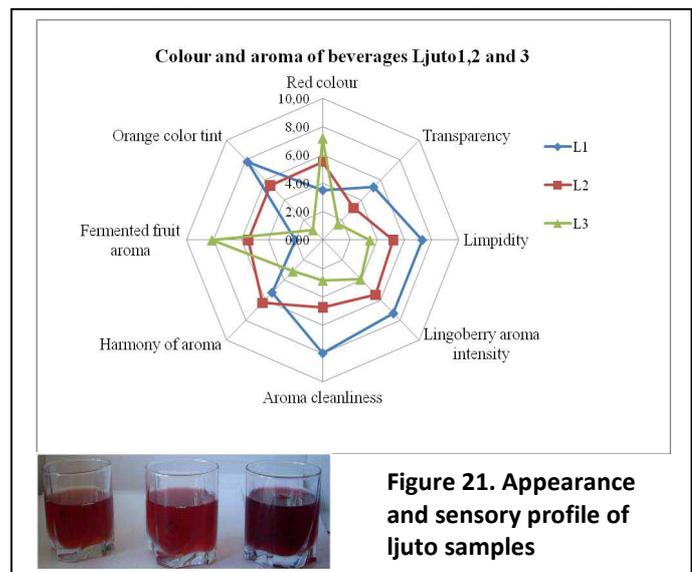 Colour and aroma of beverages Ljuto1,2 and 3
Red colour
10,00
8,00
6,00
4,00
2,00
0,00
Orange color tint
Transparency
Fermented fruit
aroma
Limpidity
Harmony of aroma
Lingoberry aroma
intensity
Aroma cleanliness
L1
L2
L3
Figure 21. Appearance
and sensory profile of
ljuto samples